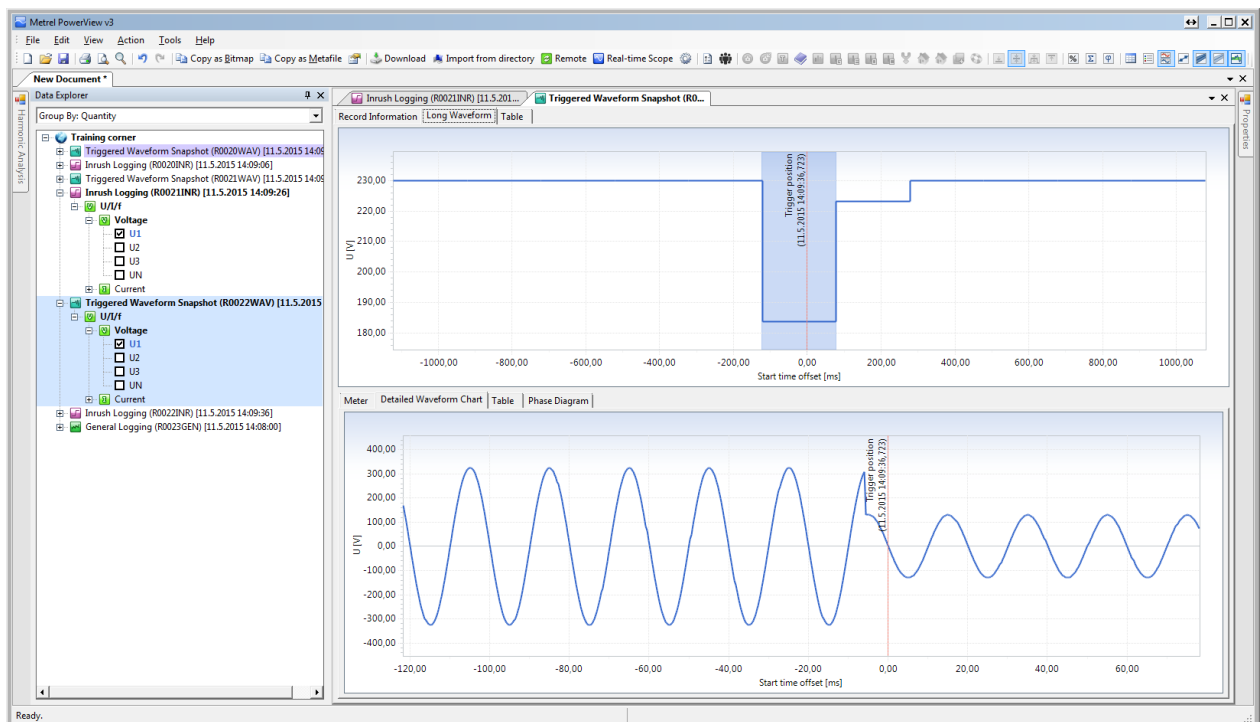 Metrel PowerView v3
File Edit View Action Tools Help
Copy as Bitmap Copy as Metafile Download Import from directory Remote Real-time Scope
New Document *
Harmonic Analysis
Data Explorer
Group By: Quantity
Training corner
Triggered Waveform Snapshot (R0020WAV) [11.5.2015 14:09
Inrush Logging (R0020INR) [11.5.2015 14:09:06]
Triggered Waveform Snapshot (R0021WAV) [11.5.2015 14:09
Inrush Logging (R0021INR) [11.5.2015 14:09:26]
U/I/f
Voltage
U1
U2
U3
UN
Current
Triggered Waveform Snapshot (R0022WAV) [11.5.2015
U/I/f
Voltage
U1
U2
U3
UN
Current
Inrush Logging (R0022INR) [11.5.2015 14:09:36]
General Logging (R0023GEN) [11.5.2015 14:08:00]
Inrush Logging (R0021INR) [11.5.201... Triggered Waveform Snapshot (R0...
Record Information Long Waveform Table
U [V]
230,00
220,00
210,00
200,00
190,00
180,00
Trigger position
(11.5.2015 14:09:36,723)
-1000,00 -800,00 -600,00 -400,00 -200,00 0,00 200,00 400,00 600,00 800,00 1000,00
Start time offset [ms]
Meter Detailed Waveform Chart Table Phase Diagram
U [V]
400,00
300,00
200,00
100,00
0,00
-100,00
-200,00
-300,00
-400,00
Trigger position
(11.5.2015 14:09:36,723)
-120,00 -100,00 -80,00 -60,00 -40,00 -20,00 0,00 20,00 40,00 60,00
Start time offset [ms]
Properties
Ready.